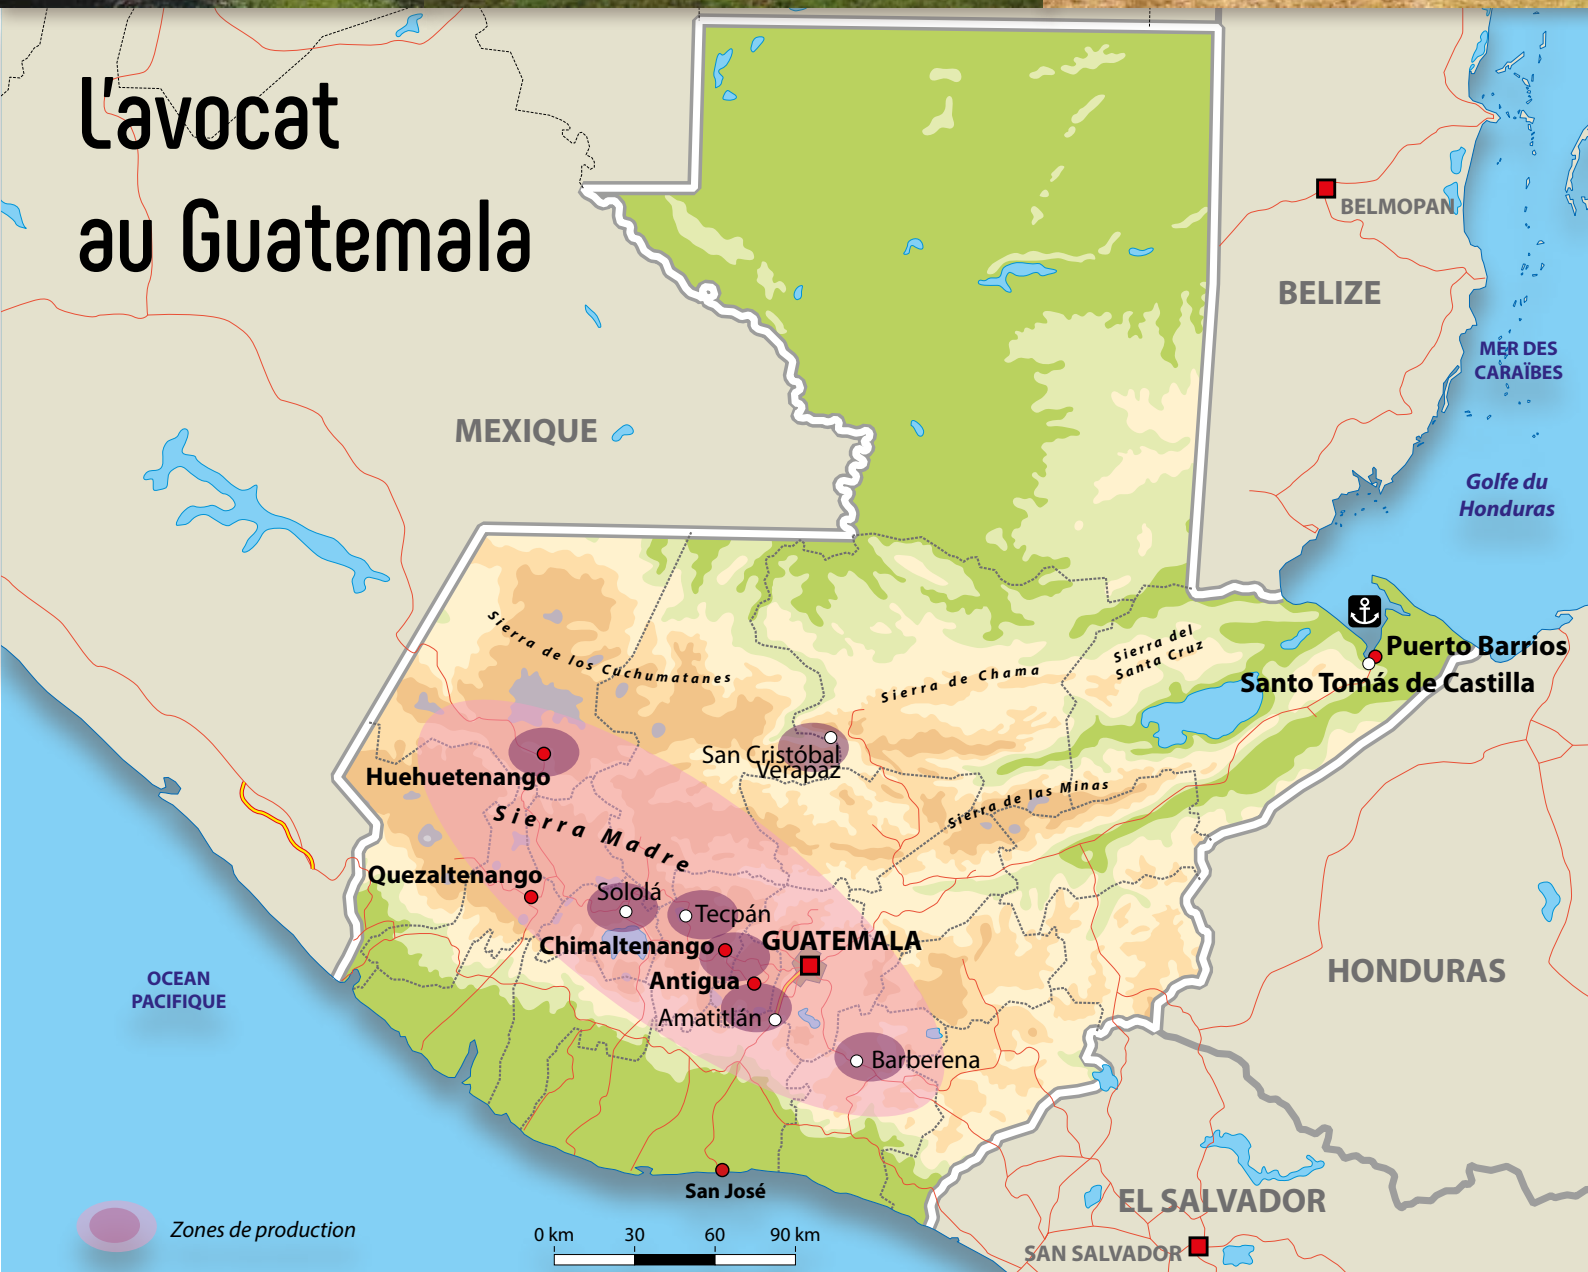 L'avocat
au Guatemala
BELMOPAN
BELIZE
MER DES
CARAÏBES
MEXIQUE
Golfe du
Honduras
Sierra de los Cuchumatanes
Sierra de Chama
Sierra del
Santa Cruz
Puerto Barrios
Santo Tomás de Castilla
San Cristóbal
Verapaz
Huehuetenango
Sierra de las Minas
Sierra Madre
Quezaltenango
Sololá
Tecpán
Chimaltenango
GUATEMALA
Antigua
Amatitlán
Barberena
HONDURAS
OCEAN
PACIFIQUE
San José
EL SALVADOR
SAN SALVADOR
Zones de production
0 km 30 60 90 km